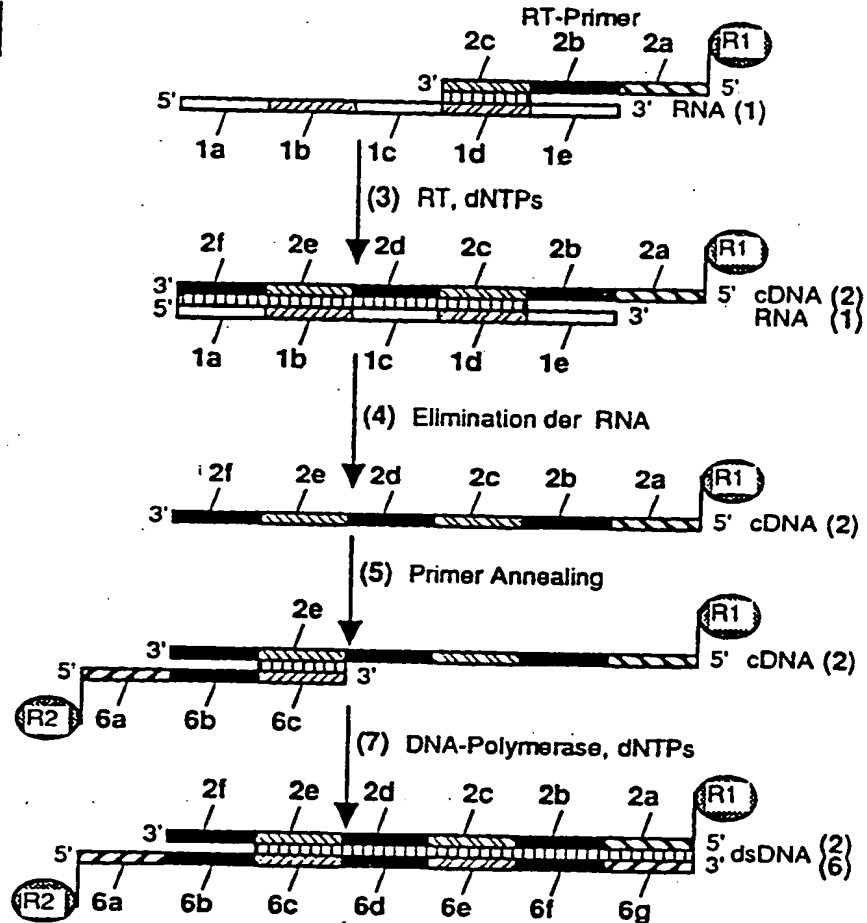 RT-Primer
2c 2b 2a R1
3' 5'
5' 3' RNA (1)
1a 1b 1c 1d 1e
(3) RT, dNTPs
2f 2e 2d 2c 2b 2a R1
3' 5' cDNA (2)
5' 3' RNA (1)
1a 1b 1c 1d 1e
(4) Elimination der RNA
2f 2e 2d 2c 2b 2a R1
3' 5' cDNA (2)
(5) Primer Annealing
2e R1
3' 5' cDNA (2)
5' 3'
R2 6a 6b 6c
(7) DNA-Polymerase, dNTPs
2f 2e 2d 2c 2b 2a R1
3' 5' dsDNA (2)
5' 3' (6)
R2 6a 6b 6c 6d 6e 6f 6g